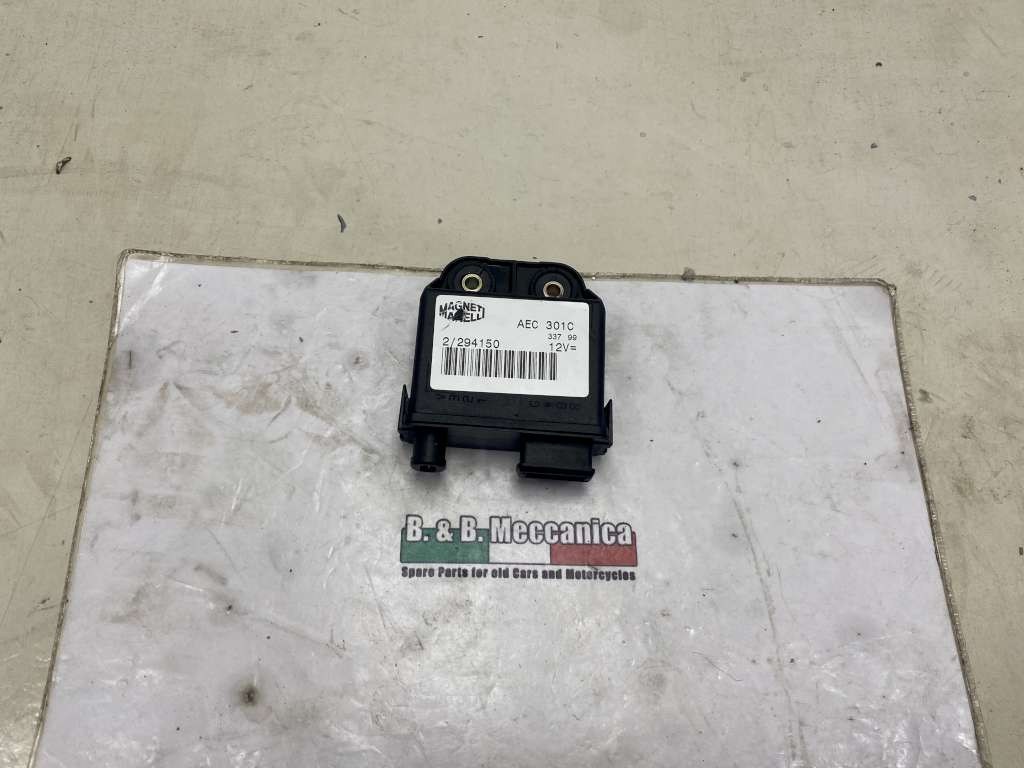 MAGNETI
MARELLI
AEC 301C
337 99
2/294150
12V=
B. & B. Meccanica
Spare Parts for old Cars and Motorcycles